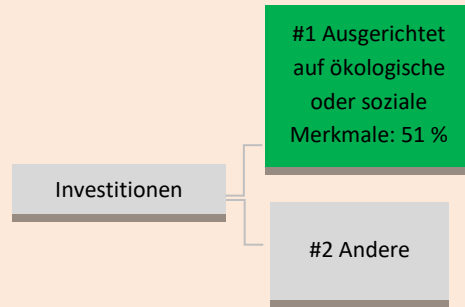 #1 Ausgerichtet
auf ökologische
oder soziale
Merkmale: 51 %
Investitionen
#2 Andere